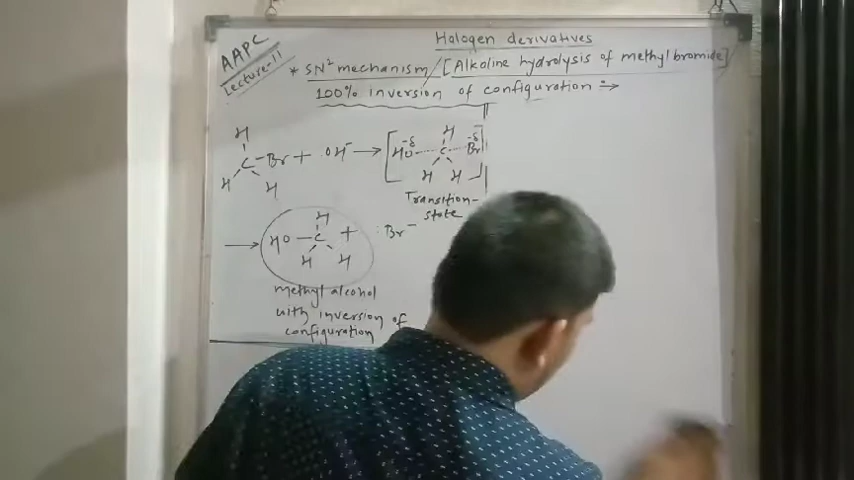 AAPC
Lecture-11
Halogen derivatives
* SN² mechanism / [Alkaline hydrolysis of methyl bromide]
100% inversion of configuration :→
H
C-Br + OH⁻ → [HO···C···Br]
H H
-δ H -δ
H H
Transition-
state
→ HO-C + :Br⁻
H
H H
methyl alcohol
with inversion of
configuration